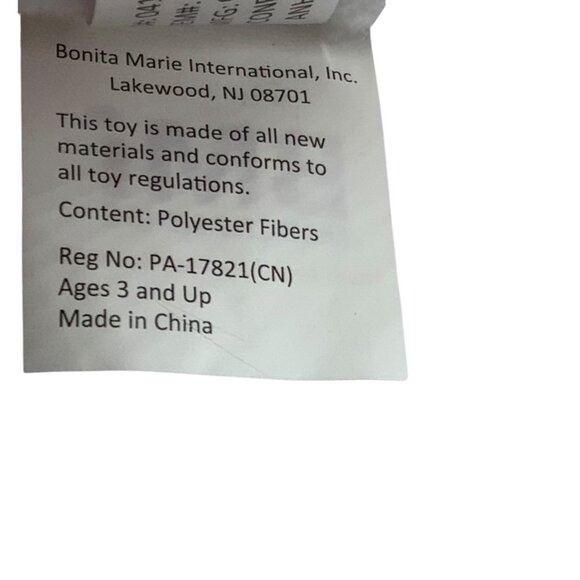 Bonita Marie International, Inc.
Lakewood, NJ 08701
This toy is made of all new
materials and conforms to
all toy regulations.
Content: Polyester Fibers
Reg No: PA-17821(CN)
Ages 3 and Up
Made in China